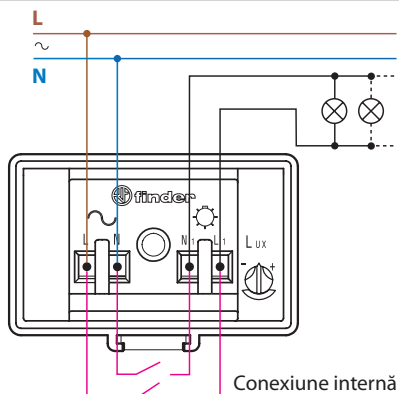 L
~
N
finder
L N N1 L1 LUX
- +
Conexiune internă